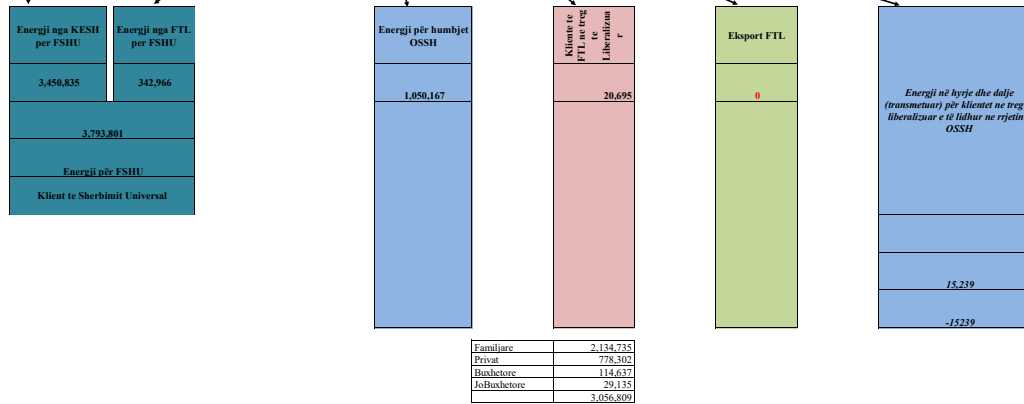 Energji nga KESH
per FSHU
Energji nga FTL
per FSHU
3,450,835
342,966
3,793,801
Energji për FSHU
Klient te Sherbimit Universal
Energji për humbjet
OSSH
1,050,167
Kliente te
FTL ne treg
te
Liberalizua
r
20,695
Eksport FTL
0
Energji në hyrje dhe dalje
(transmetuar) për klientet ne treg
liberalizuar e të lidhur ne rrjetin
OSSH
15,239
-15239
Familjare 2,134,735
Privat 778,302
Buxhetore 114,637
JoBuxhetore 29,135
3,056,809